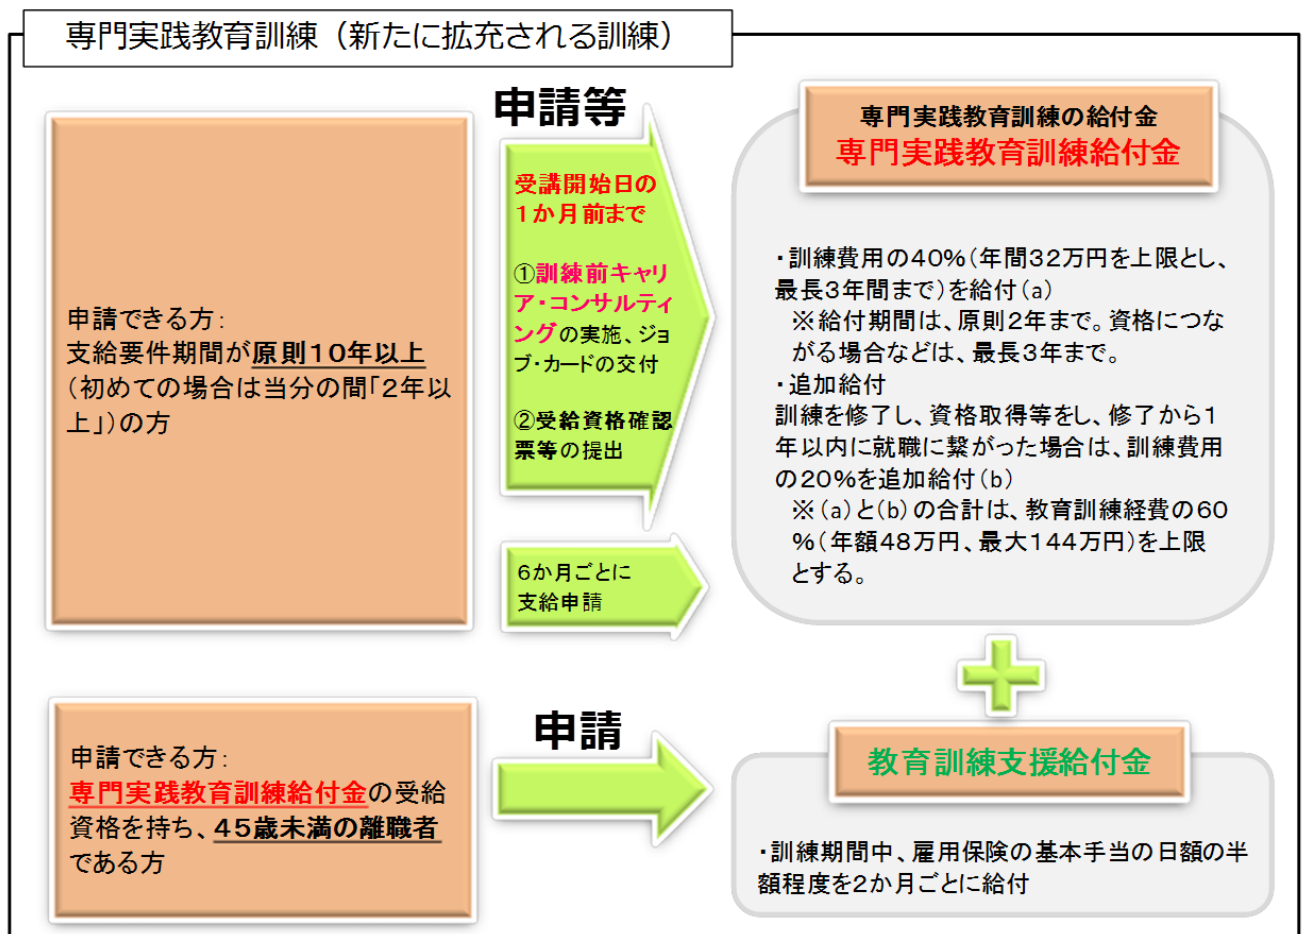 専門実践教育訓練（新たに拡充される訓練）
申請できる方：
支給要件期間が原則１０年以上
（初めての場合は当分の間「２年以
上」）の方
申請等
受講開始日の
１か月前まで
①訓練前キャリ
ア・コンサルティ
ングの実施、ジョ
ブ・カードの交付
②受給資格確認
票等の提出
６か月ごとに
支給申請
専門実践教育訓練の給付金
専門実践教育訓練給付金
・訓練費用の４０％（年間３２万円を上限とし、
最長３年間まで）を給付（a）
※給付期間は、原則２年まで。資格につな
がる場合などは、最長３年まで。
・追加給付
訓練を修了し、資格取得等をし、修了から１
年以内に就職に繋がった場合は、訓練費用
の２０％を追加給付（b）
※（a）と（b）の合計は、教育訓練経費の６０
％（年額４８万円、最大１４４万円）を上限
とする。
申請できる方：
専門実践教育訓練給付金の受給
資格を持ち、４５歳未満の離職者
である方
申請
教育訓練支援給付金
・訓練期間中、雇用保険の基本手当の日額の半
額程度を２か月ごとに給付